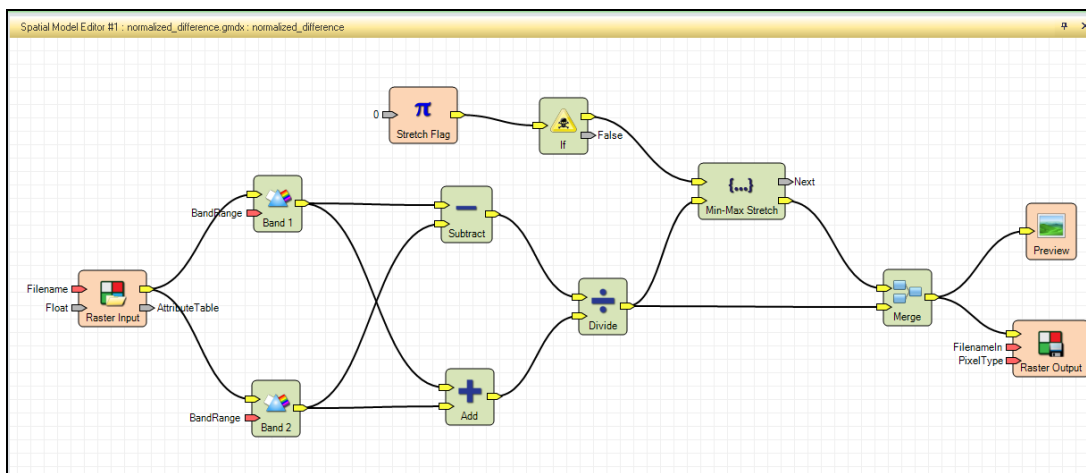 Spatial Model Editor #1 : normalized_difference.gmdx : normalized_difference
0
π
Stretch Flag
If
False
{...}
Next
Min-Max Stretch
BandRange
Band 1
Subtract
Preview
Filename
Float
Raster Input
AttributeTable
Divide
Merge
FilenameIn
PixelType
Raster Output
BandRange
Band 2
Add